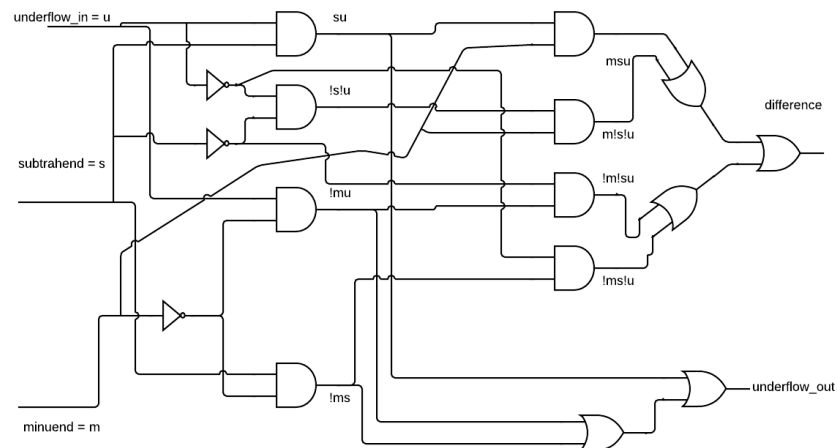 underflow_in = u
su
msu
!s!u
difference
m!s!u
subtrahend = s
!m!su
!mu
!ms!u
underflow_out
!ms
minuend = m